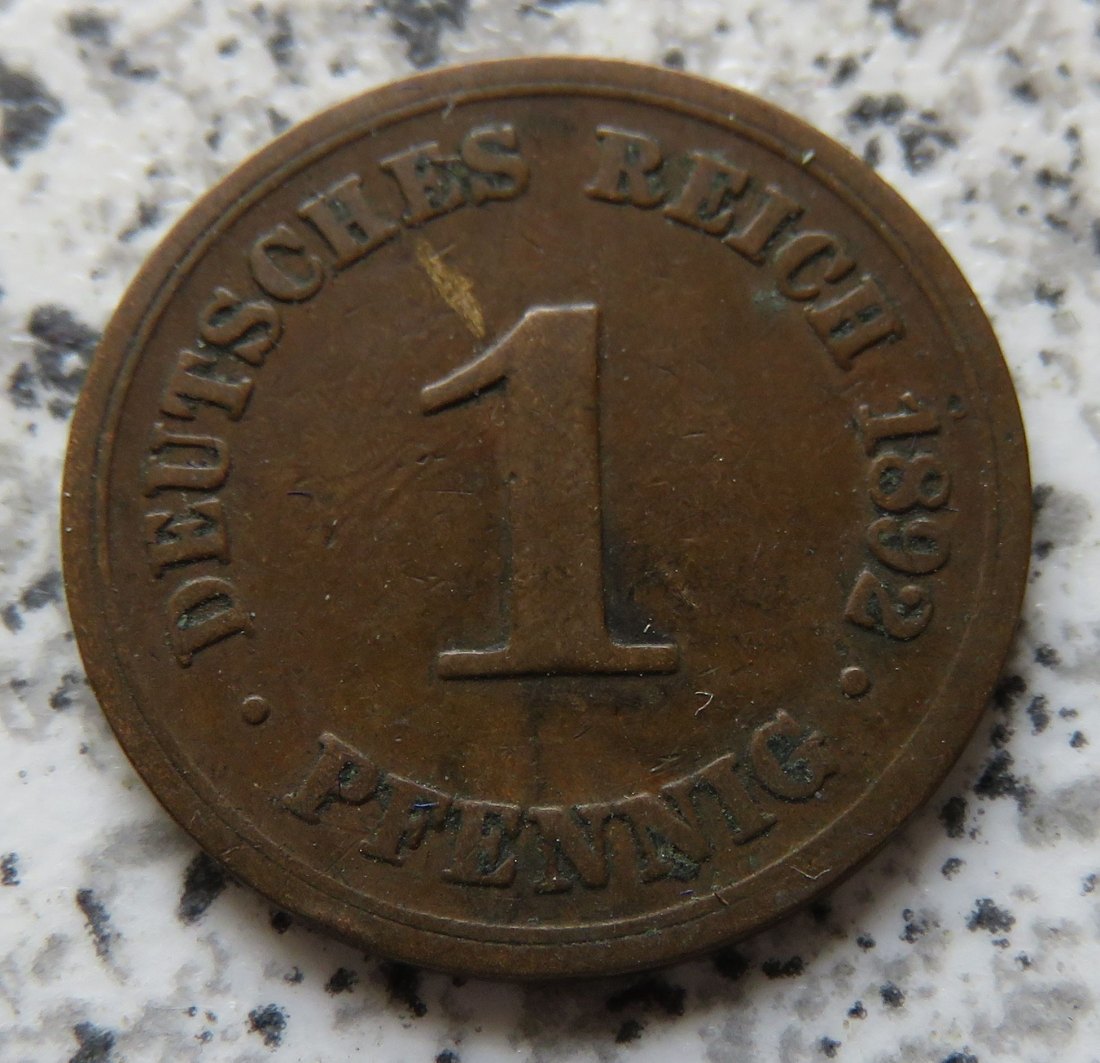 DEUTSCHES REICH 1892
1
• PFENNIG •